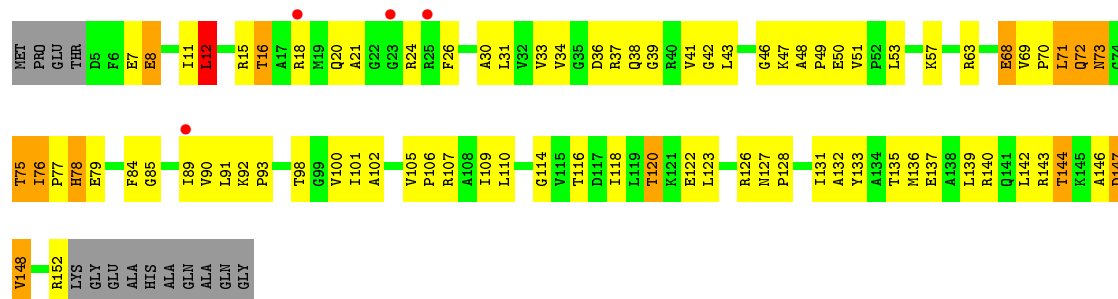 MET PRO GLU THR D5 F6 E7 E8 I11 L12 R15 T16 A17 R18 M19 Q20 A21 G22 G23 R24 R25 F26 A30 L31 V32 V33 V34 G35 D36 R37 Q38 G39 R40 V41 G42 L43 G46 K47 A48 P49 E50 V51 P52 L53 K57 R63 E68 V69 P70 L71 Q72 N73 G74
T75 I76 P77 H78 E79 F84 G85 I89 V90 L91 K92 P93 T98 G99 V100 I101 A102 V105 P106 R107 A108 I109 L110 G114 V115 T116 D117 I118 L119 T120 K121 E122 L123 R126 N127 P128 I131 A132 Y133 A134 T135 M136 E137 A138 L139 R140 Q141 L142 R143 T144 K145 A146 D147
V148 R152 LYS GLY GLU ALA HIS ALA GLN ALA GLN GLY